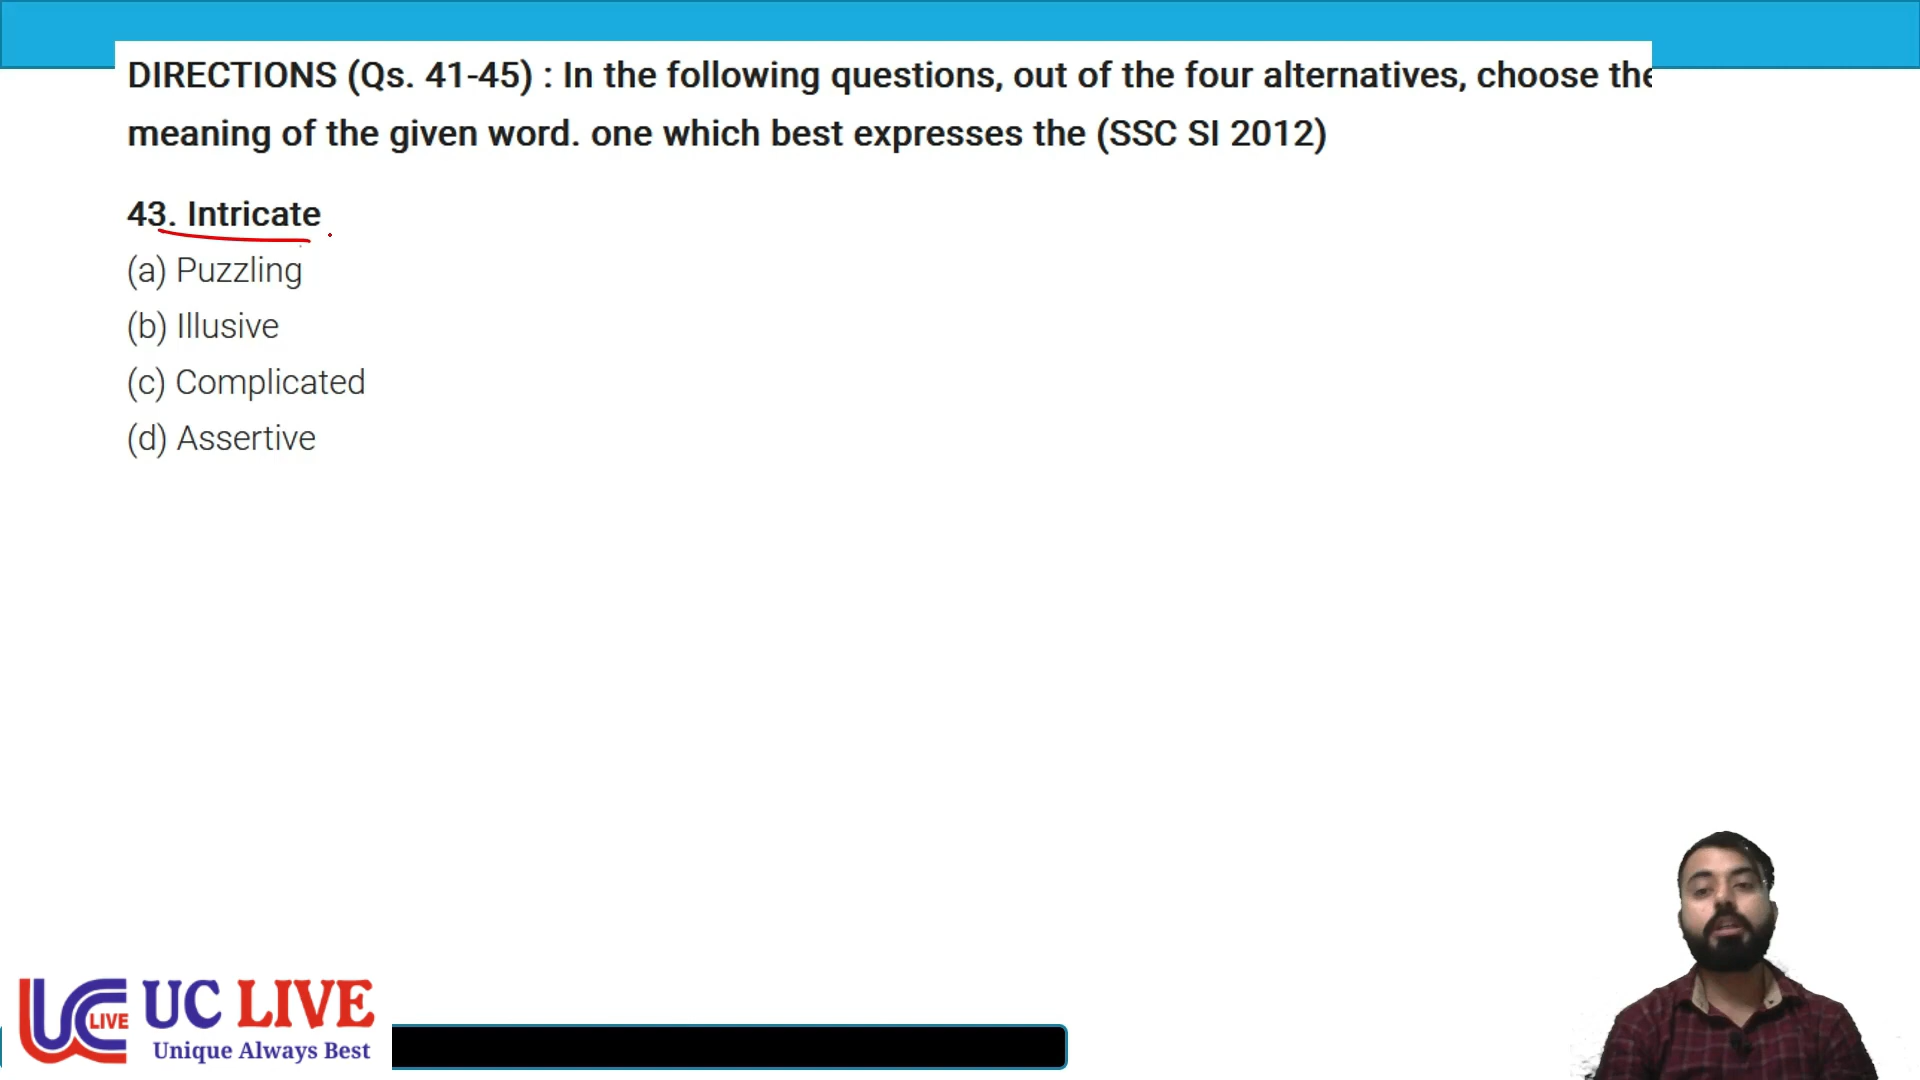 DIRECTIONS (Qs. 41-45) : In the following questions, out of the four alternatives, choose the
meaning of the given word. one which best expresses the (SSC SI 2012)
43. Intricate
(a) Puzzling
(b) Illusive
(c) Complicated
(d) Assertive
LIVE
UC LIVE
Unique Always Best